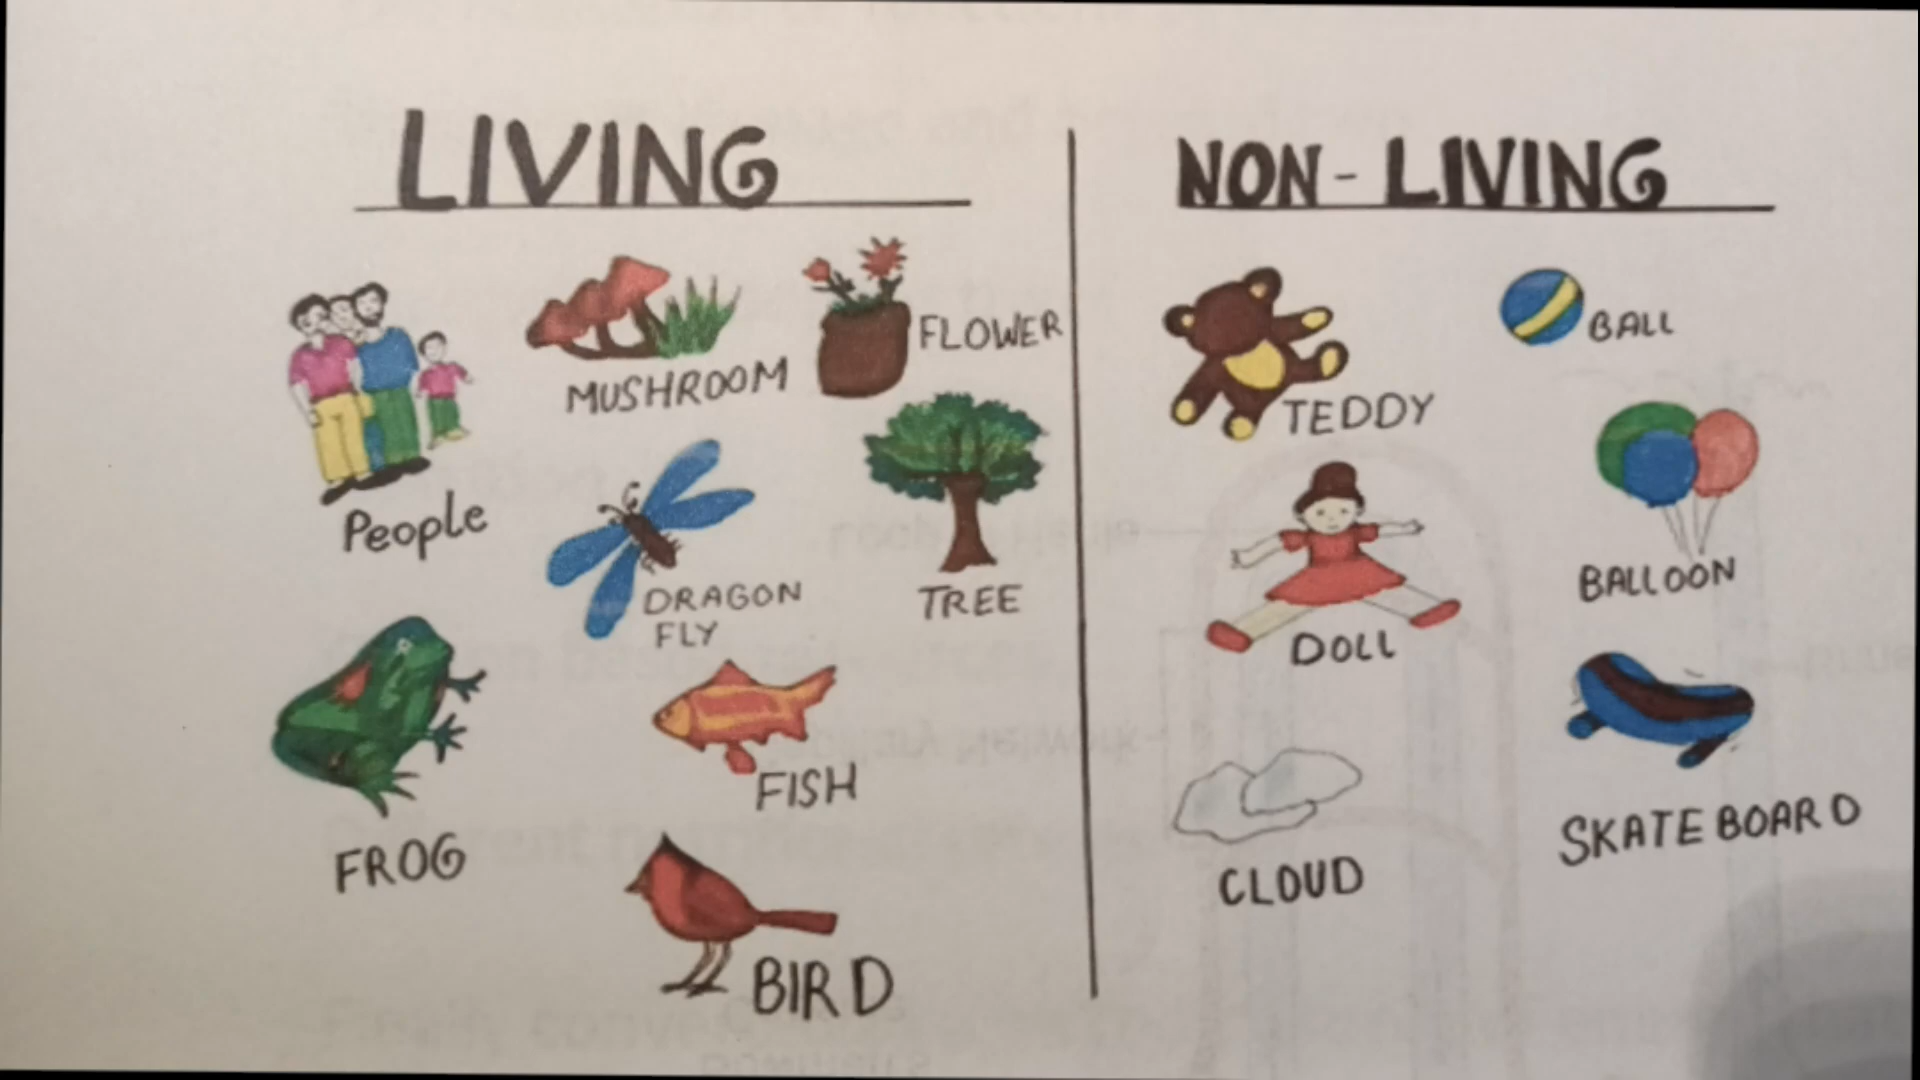 LIVING
People
MUSHROOM
FLOWER
DRAGON
FLY
TREE
FROG
FISH
BIRD
NON-LIVING
TEDDY
BALL
DOLL
BALLOON
CLOUD
SKATE BOARD